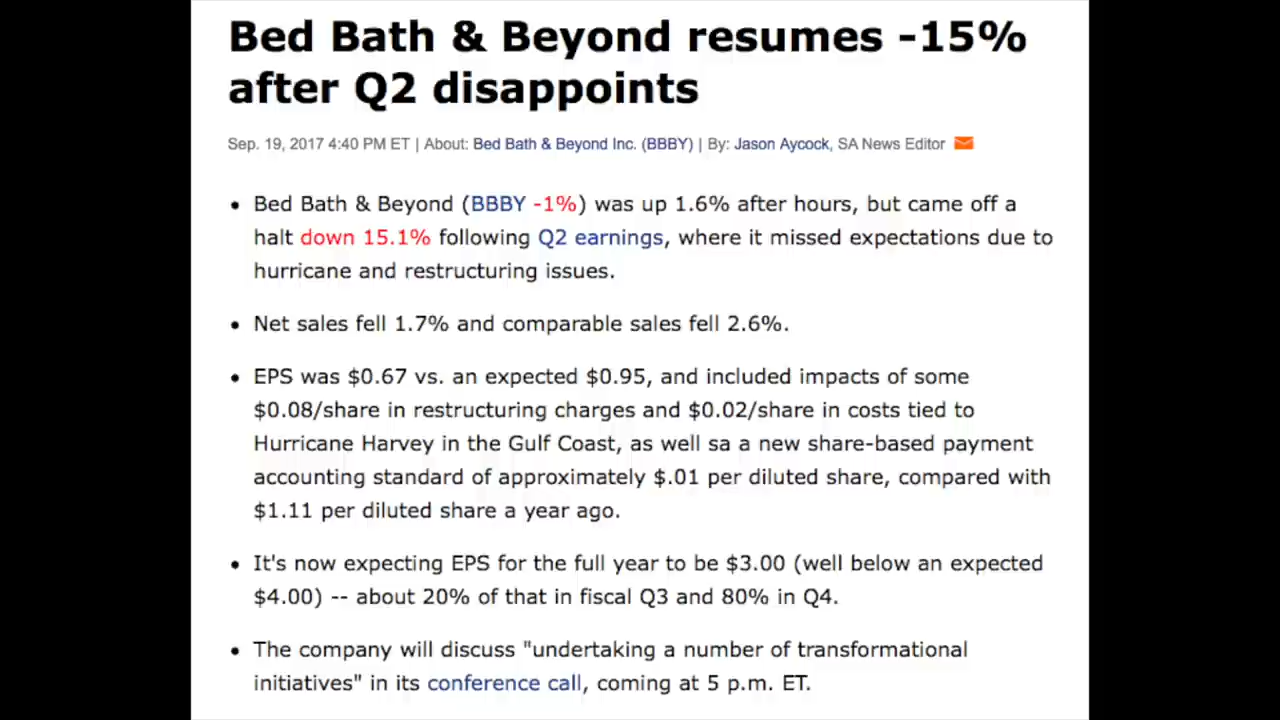 Bed Bath & Beyond resumes -15%
after Q2 disappoints
Sep. 19, 2017 4:40 PM ET | About: Bed Bath & Beyond Inc. (BBBY) | By: Jason Aycock, SA News Editor
• Bed Bath & Beyond (BBBY -1%) was up 1.6% after hours, but came off a
halt down 15.1% following Q2 earnings, where it missed expectations due to
hurricane and restructuring issues.
• Net sales fell 1.7% and comparable sales fell 2.6%.
• EPS was $0.67 vs. an expected $0.95, and included impacts of some
$0.08/share in restructuring charges and $0.02/share in costs tied to
Hurricane Harvey in the Gulf Coast, as well sa a new share-based payment
accounting standard of approximately $.01 per diluted share, compared with
$1.11 per diluted share a year ago.
• It's now expecting EPS for the full year to be $3.00 (well below an expected
$4.00) -- about 20% of that in fiscal Q3 and 80% in Q4.
• The company will discuss "undertaking a number of transformational
initiatives" in its conference call, coming at 5 p.m. ET.